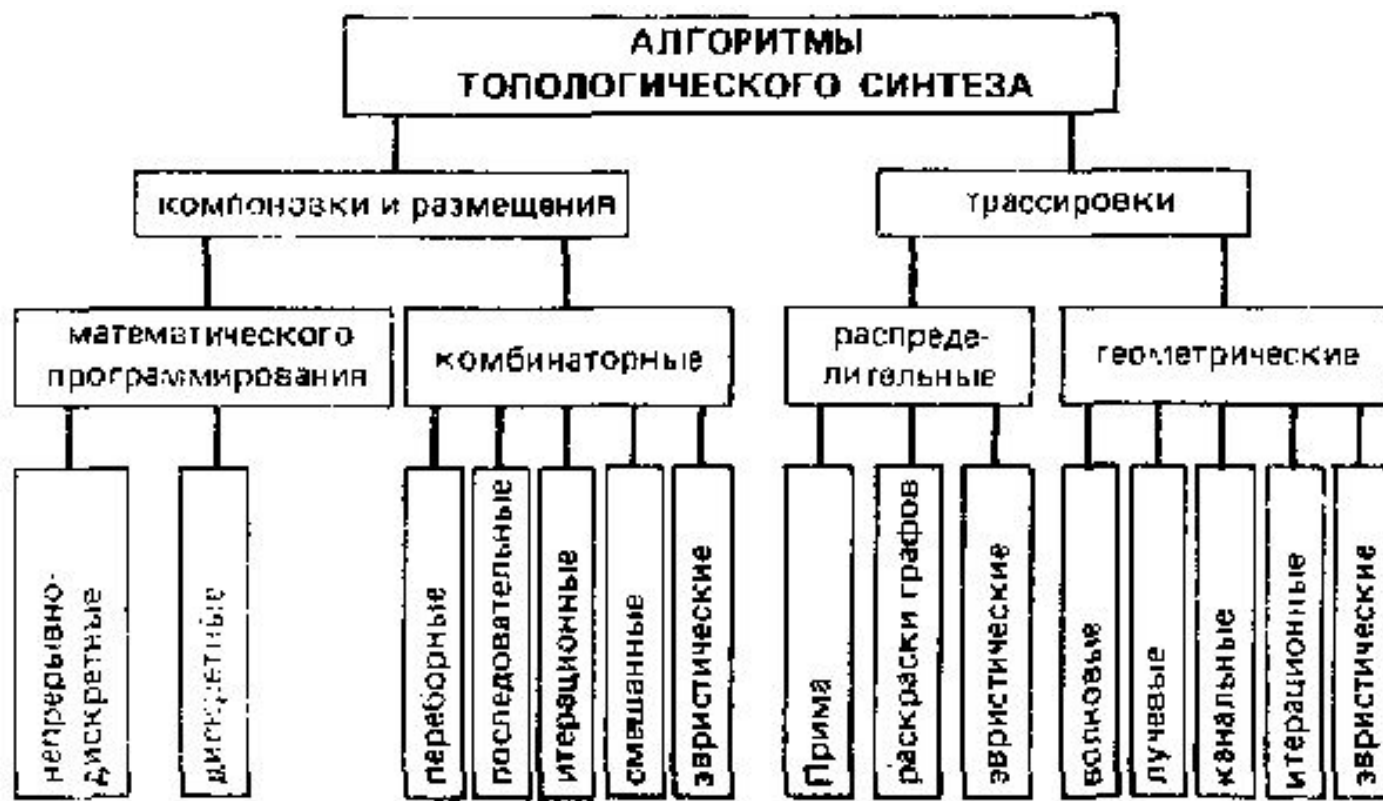 АЛГОРИТМЫ
ТОПОЛОГИЧЕСКОГО СИНТЕЗА
компоновки и размещения
трассировки
математического
программирования
комбинаторные
распреде-
лительные
геометрические
непрерывно-
дискретные
дискретные
переборные
последовательные
итерационные
смешанные
эвристические
Прима
раскраски графов
эвристические
волновые
лучевые
канальные
итерационные
эвристические